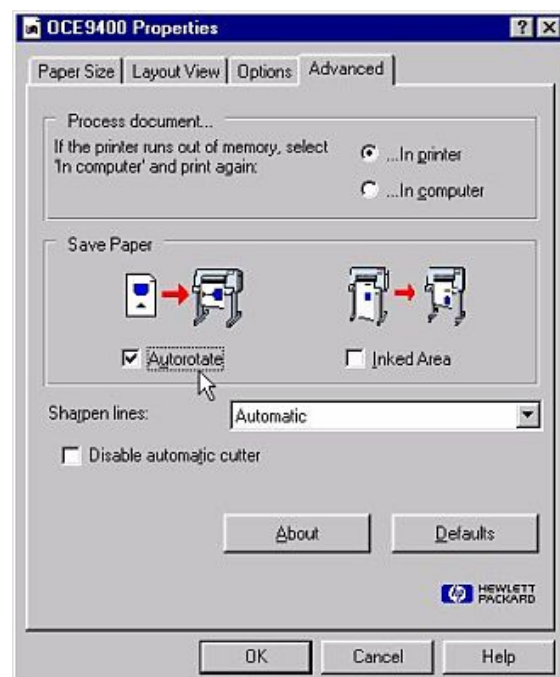 OCE9400 Properties
Paper Size Layout View Options Advanced
Process document...
If the printer runs out of memory, select
'In computer' and print again:
...In printer
...In computer
Save Paper
Autorotate
Inked Area
Sharpen lines:
Automatic
Disable automatic cutter
About
Defaults
hp HEWLETT
PACKARD
OK Cancel Help